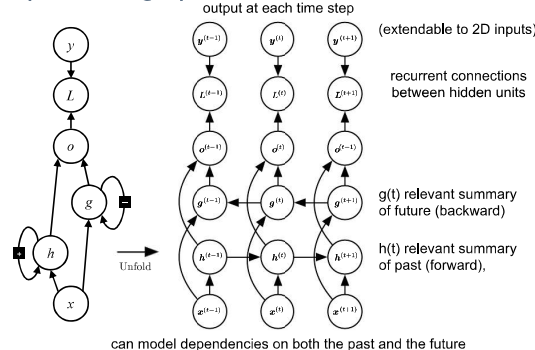 output at each time step
(extendable to 2D inputs)
y
y(t−1) y(t) y(t+1)
recurrent connections
between hidden units
L
L(t−1) L(t) L(t+1)
o
o(t−1) o(t)
g
−
g(t−1) g(t) g(t+1)
g(t) relevant summary
of future (backward)
+
h
Unfold
h(t−1) h(t) h(t+1)
h(t) relevant summary
of past (forward),
x
x(t−1) x(t) x(t+1)
can model dependencies on both the past and the future